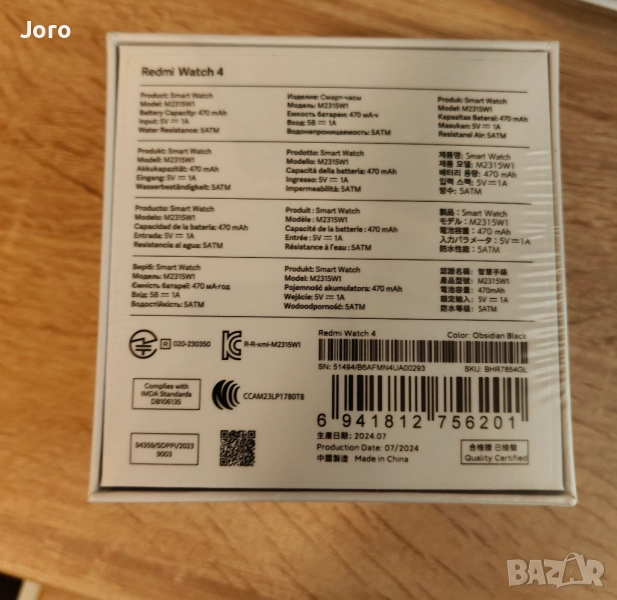 Joro
Redmi Watch 4
Product: Smart Watch
Model: M2315W1
Battery Capacity: 470 mAh
Input: 5V ⎓ 1A
Water Resistance: 5ATM
Изделие: Смарт-часы
Модель: M2315W1
Емкость батареи: 470 мА·ч
Вход: 5В ⎓ 1A
Водонепроницаемость: 5ATM
Produk: Smart Watch
Model: M2315W1
Kapasitas Baterai: 470 mAh
Masukan: 5V ⎓ 1A
Resistansi Air: 5ATM
Produkt: Smart Watch
Modell: M2315W1
Akkukapazität: 470 mAh
Eingang: 5V ⎓ 1A
Wasserbeständigkeit: 5ATM
Prodotto: Smart Watch
Modello: M2315W1
Capacità della batteria: 470 mAh
Ingresso: 5V ⎓ 1A
Impermeabilità: 5ATM
제품명: Smart Watch
제품 모델: M2315W1
배터리 용량: 470 mAh
입력 스펙: 5V ⎓ 1A
방수: 5ATM
Producto: Smart Watch
Modelo: M2315W1
Capacidad de la batería: 470 mAh
Entrada: 5V ⎓ 1A
Resistencia al agua: 5ATM
Produit : Smart Watch
Modèle : M2315W1
Capacité de la batterie : 470 mAh
Entrée : 5V ⎓ 1A
Résistance à l'eau : 5ATM
製品：Smart Watch
モデル：M2315W1
電池容量：470 mAh
入力パラメータ：5V ⎓ 1A
防水性能：5ATM
Виріб: Smart Watch
Модель: M2315W1
Ємність батареї: 470 мА·год
Вхід: 5В ⎓ 1A
Водостійкість: 5ATM
Produkt: Smart Watch
Model: M2315W1
Pojemność akumulatora: 470 mAh
Wejście: 5V ⎓ 1A
Wodoodporność: 5ATM
認證名稱：智慧手錶
產品型號：M2315W1
電池容量：470mAh
額定輸入：5V ⎓ 1A
防水等級：5ATM
R 020-230350
R-R-xmi-M2315W1
Redmi Watch 4
Color: Obsidian Black
SN: 51494/B6AFMN4UA00293
SKU: BHR7854GL
Complies with
IMDA Standards
DB106135
CCAM23LP1780T8
6 941812 756201
94359/SDPPI/2023
9003
生產日期：2024.07
Production Date: 07/2024
中國製造 Made in China
合格證 已檢驗
Quality Certified
BAZAR